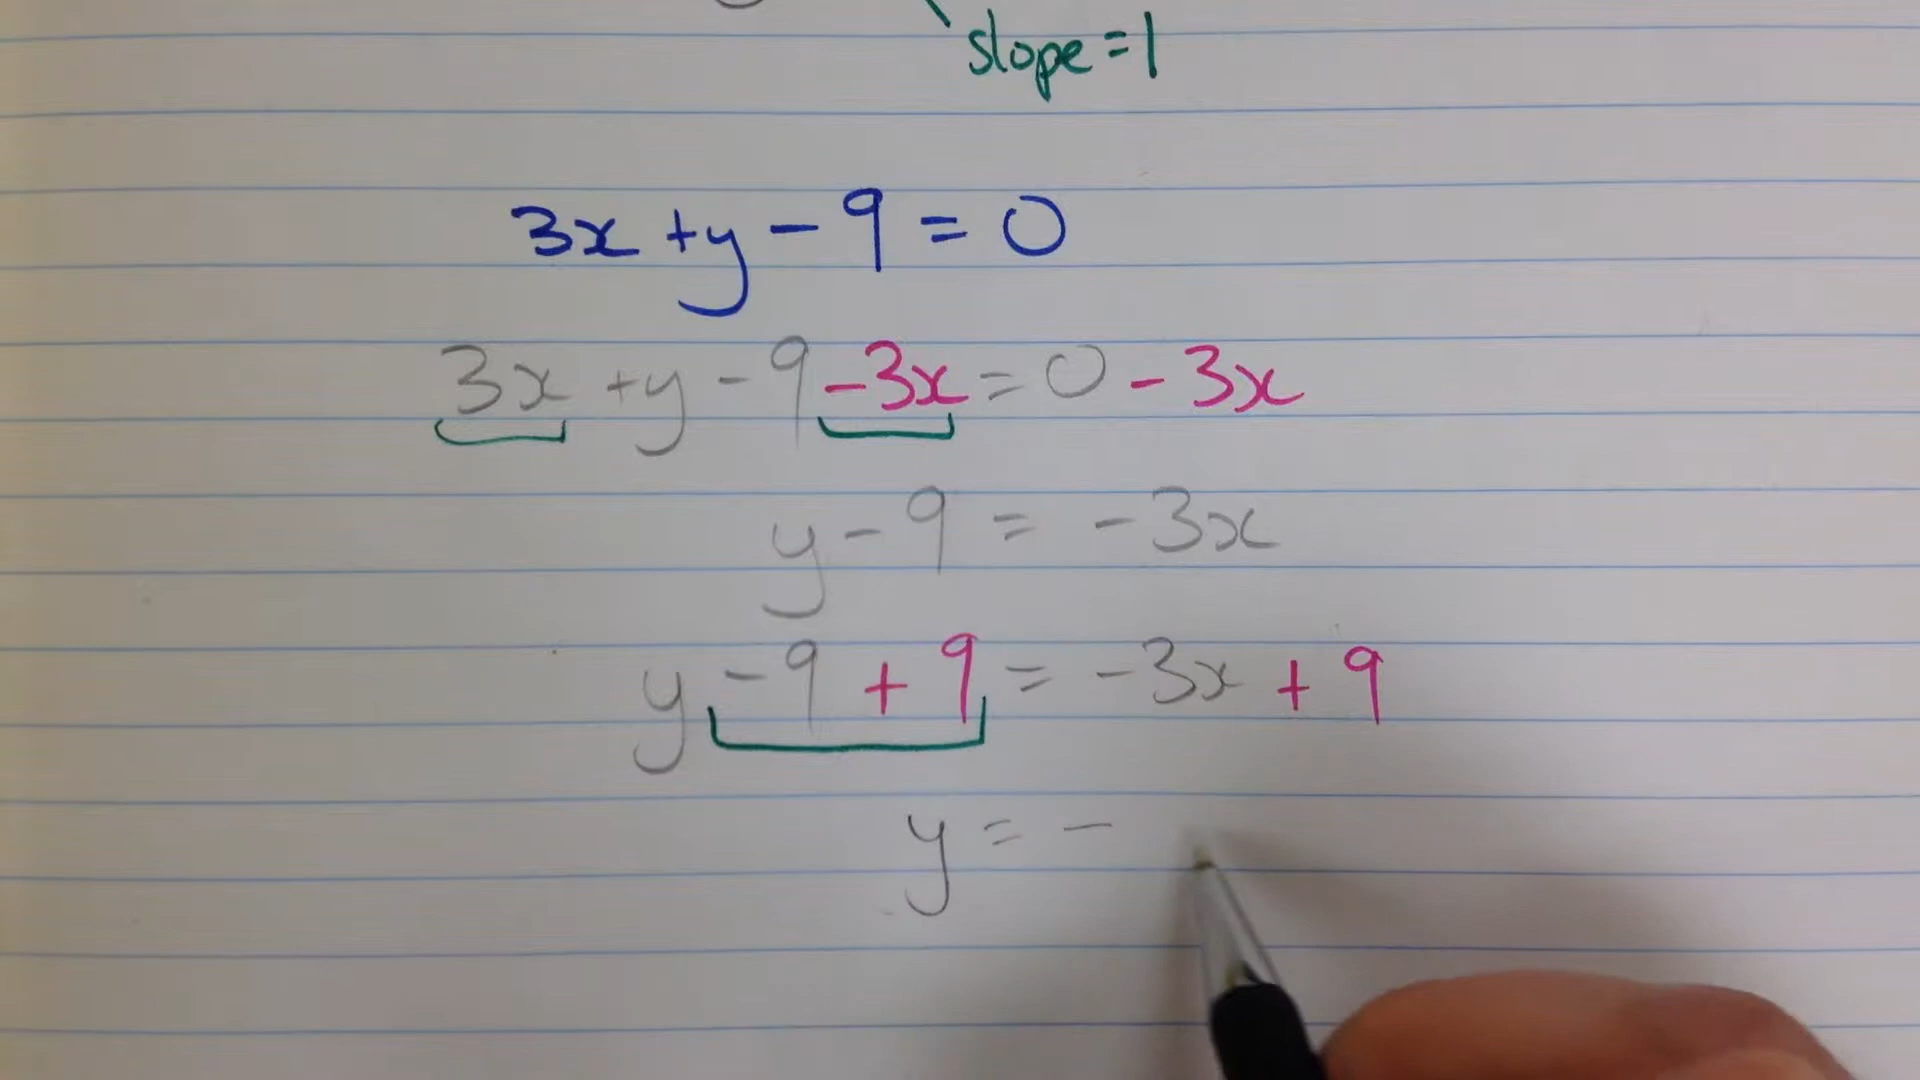 slope = 1
3x + y - 9 = 0
3x + y - 9 - 3x = 0 - 3x
y - 9 = - 3x
y - 9 + 9 = - 3x + 9
y = -